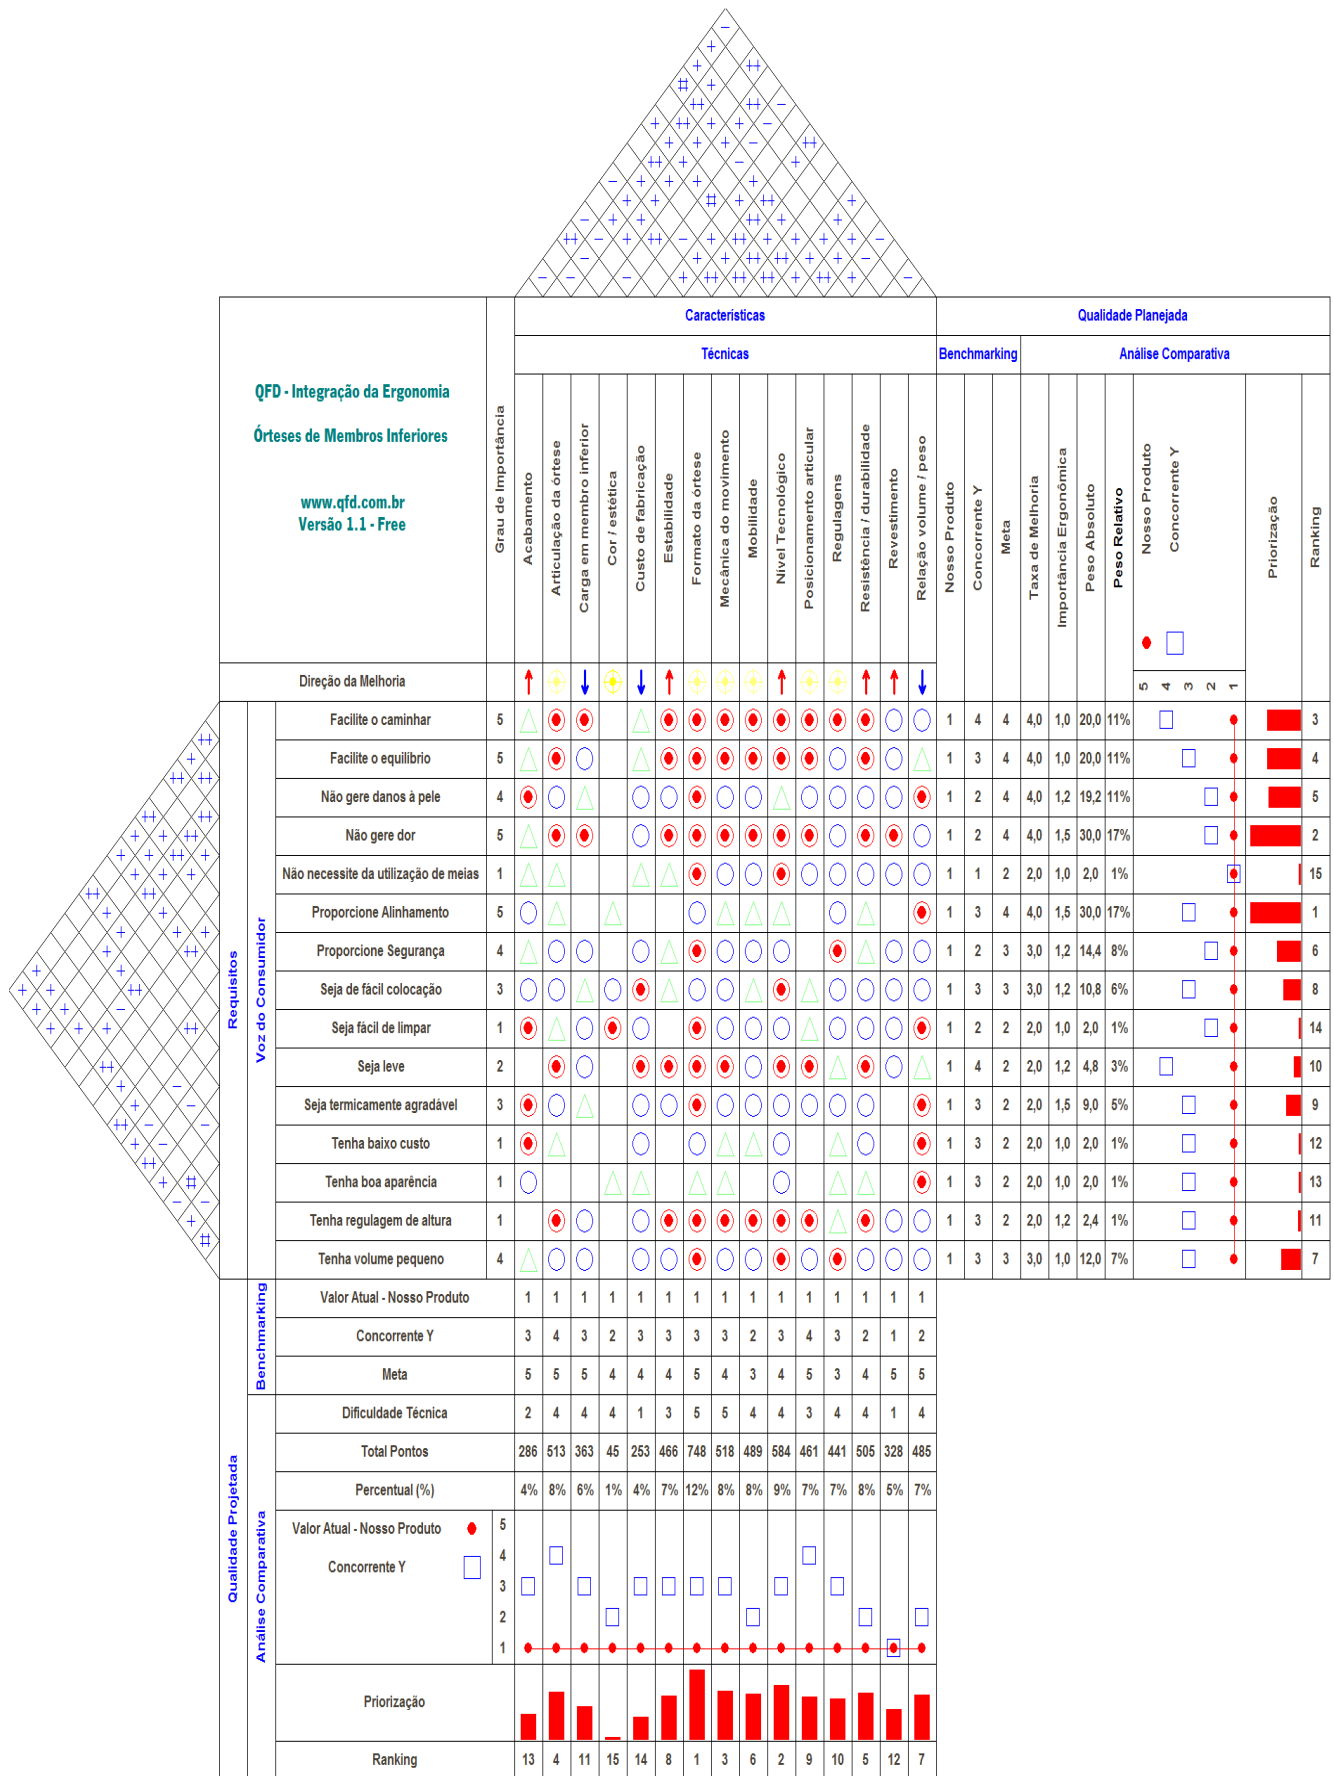 QFD - Integração da Ergonomia
Órteses de Membros Inferiores
www.qfd.com.br
Versão 1.1 - Free
Características
Qualidade Planejada
Técnicas
Benchmarking
Análise Comparativa
Grau de Importância
Acabamento
Articulação da órtese
Carga em membro inferior
Cor / estética
Custo de fabricação
Estabilidade
Formato da órtese
Mecânica do movimento
Mobilidade
Nível Tecnológico
Posicionamento articular
Regulagens
Resistência / durabilidade
Revestimento
Relação volume / peso
Nosso Produto
Concorrente Y
Meta
Taxa de Melhoria
Importância Ergonômica
Peso Absoluto
Peso Relativo
Nosso Produto
Concorrente Y
Priorização
Ranking
Direção da Melhoria
5 4 3 2 1
Requisitos
Voz do Consumidor
Facilite o caminhar 5 1 4 4 4,0 1,0 20,0 11% 3
Facilite o equilibrio 5 1 3 4 4,0 1,0 20,0 11% 4
Não gere danos à pele 4 1 2 4 4,0 1,2 19,2 11% 5
Não gere dor 5 1 2 4 4,0 1,5 30,0 17% 2
Não necessite da utilização de meias 1 1 1 2 2,0 1,0 2,0 1% 15
Proporcione Alinhamento 5 1 3 4 4,0 1,5 30,0 17% 1
Proporcione Segurança 4 1 2 3 3,0 1,2 14,4 8% 6
Seja de fácil colocação 3 1 3 3 3,0 1,2 10,8 6% 8
Seja fácil de limpar 1 1 2 2 2,0 1,0 2,0 1% 14
Seja leve 2 1 4 2 2,0 1,2 4,8 3% 10
Seja termicamente agradável 3 1 3 2 2,0 1,5 9,0 5% 9
Tenha baixo custo 1 1 3 2 2,0 1,0 2,0 1% 12
Tenha boa aparência 1 1 3 2 2,0 1,0 2,0 1% 13
Tenha regulagem de altura 1 1 3 2 2,0 1,2 2,4 1% 11
Tenha volume pequeno 4 1 3 3 3,0 1,0 12,0 7% 7
Qualidade Projetada
Benchmarking
Valor Atual - Nosso Produto 1 1 1 1 1 1 1 1 1 1 1 1 1 1 1
Concorrente Y 3 4 3 2 3 3 3 3 2 3 4 3 2 1 2
Meta 5 5 5 4 4 4 5 4 3 4 5 3 4 5 5
Análise Comparativa
Dificuldade Técnica 2 4 4 4 1 3 5 5 4 4 3 4 4 1 4
Total Pontos 286 513 363 45 253 466 748 518 489 584 461 441 505 328 485
Percentual (%) 4% 8% 6% 1% 4% 7% 12% 8% 8% 9% 7% 7% 8% 5% 7%
Valor Atual - Nosso Produto 5
4
Concorrente Y
3
2
1
Priorização
Ranking 13 4 11 15 14 8 1 3 6 2 9 10 5 12 7